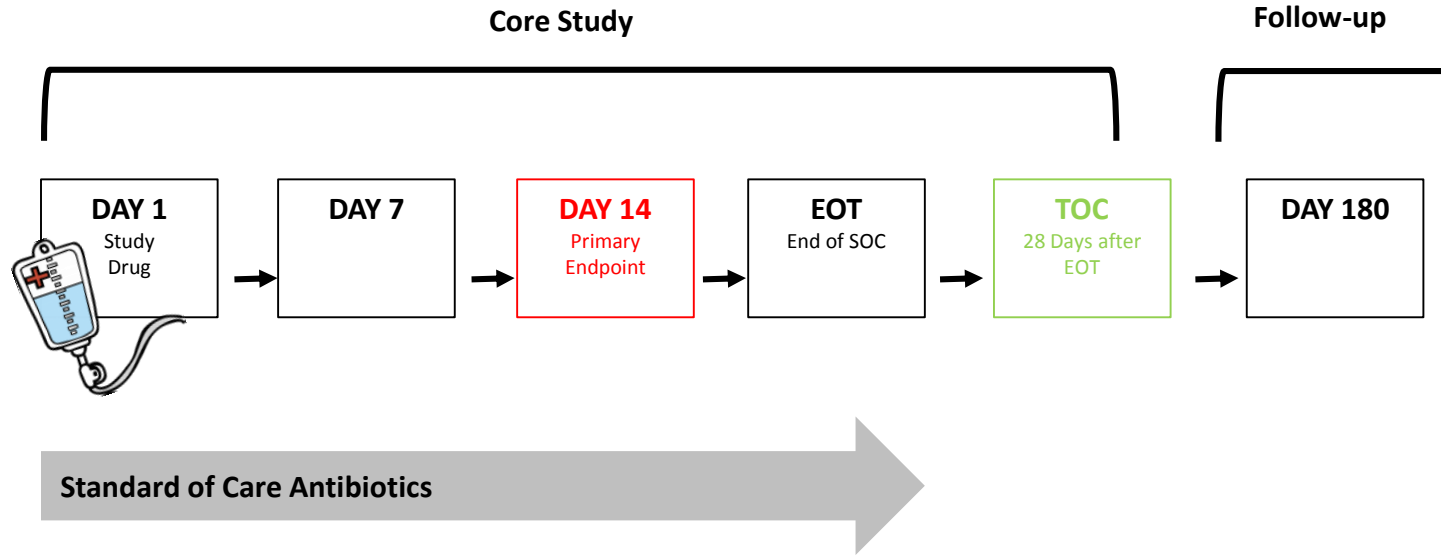 Core Study
Follow-up
DAY 1
Study
Drug
DAY 7
DAY 14
Primary
Endpoint
EOT
End of SOC
TOC
28 Days after
EOT
DAY 180
Standard of Care Antibiotics